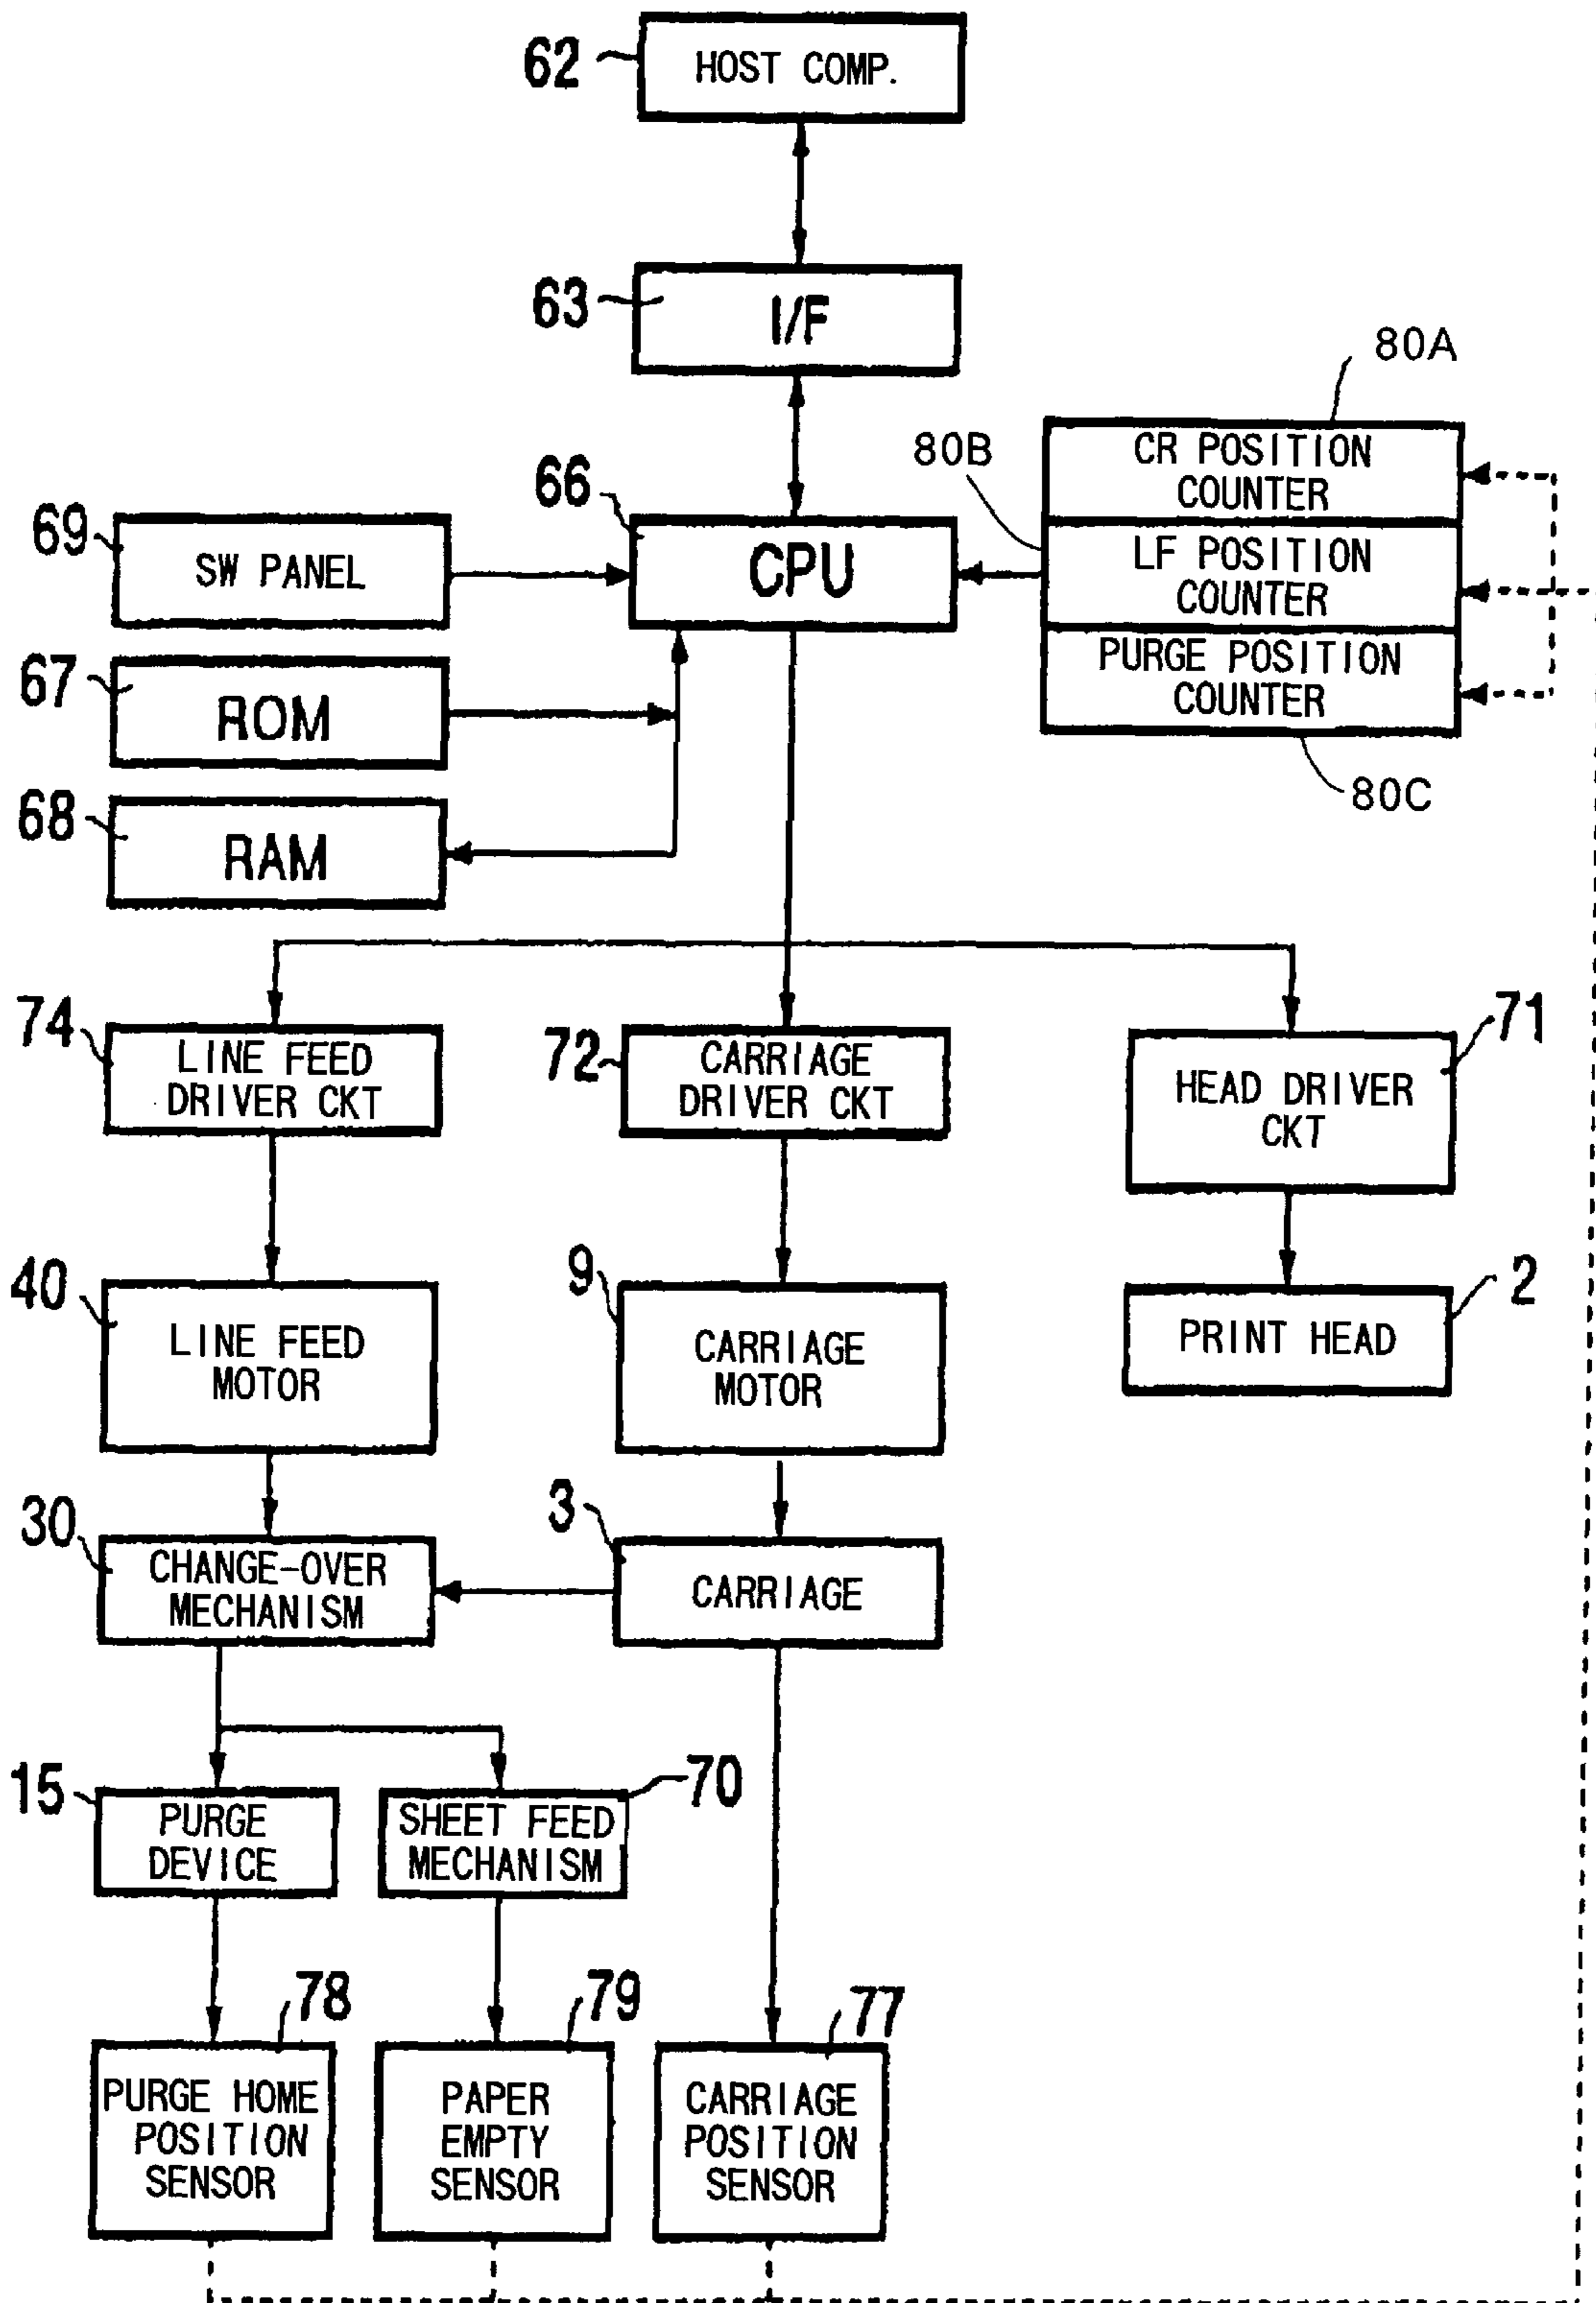 62
HOST COMP.
63
I/F
80A
CR POSITION
COUNTER
80B
66
69
SW PANEL
CPU
LF POSITION
COUNTER
67
ROM
PURGE POSITION
COUNTER
80C
68
RAM
74
LINE FEED
DRIVER CKT
72
CARRIAGE
DRIVER CKT
71
HEAD DRIVER
CKT
40
LINE FEED
MOTOR
9
CARRIAGE
MOTOR
2
PRINT HEAD
30
CHANGE-OVER
MECHANISM
3
CARRIAGE
15
PURGE
DEVICE
70
SHEET FEED
MECHANISM
78
PURGE HOME
POSITION
SENSOR
79
PAPER
EMPTY
SENSOR
77
CARRIAGE
POSITION
SENSOR